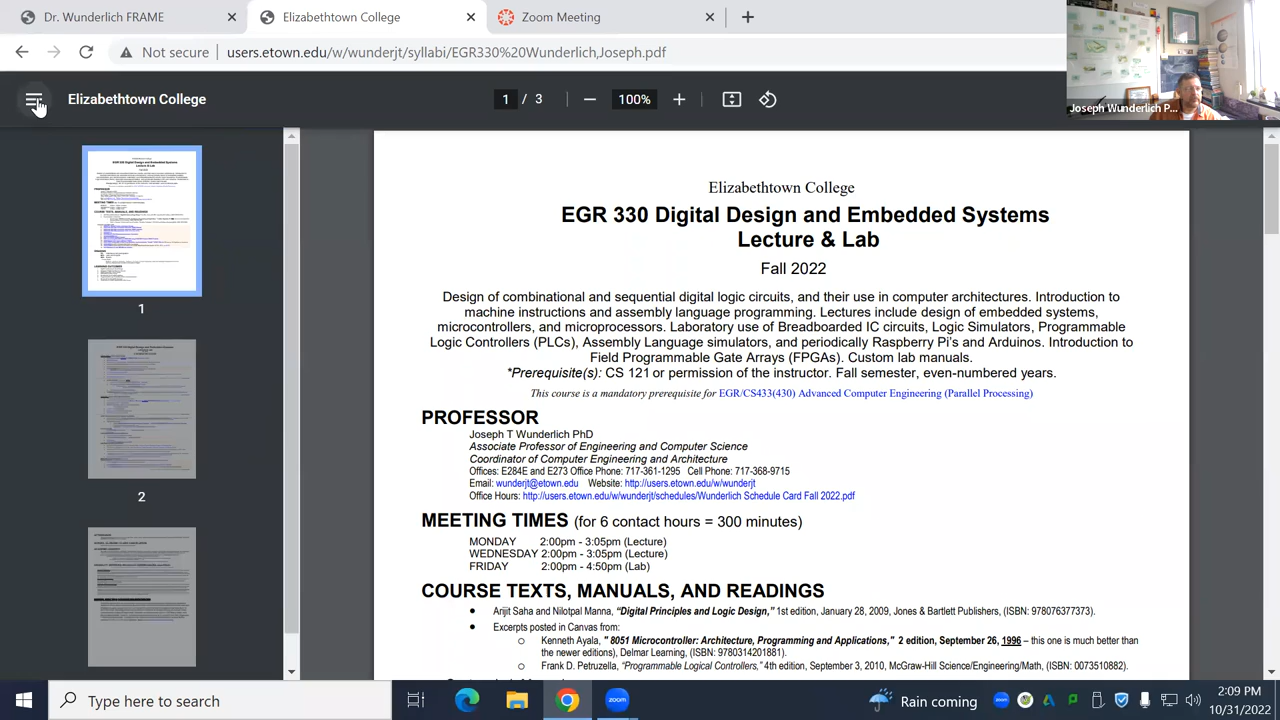 Dr. Wunderlich FRAME
Elizabethtown College
Zoom Meeting
Not secure
users.etown.edu/w/wunderjt/syllabi/EGR330%20Wunderlich,Joseph.pdf
Joseph Wunderlich P...
Elizabethtown College
1 / 3
100%
1
2
Elizabethtown College
EGR 330 Digital Design and Embedded Systems
Lecture & Lab
Fall 2022
Design of combinational and sequential digital logic circuits, and their use in computer architectures. Introduction to
machine instructions and assembly language programming. Lectures include design of embedded systems,
microcontrollers, and microprocessors. Laboratory use of Breadboarded IC circuits, Logic Simulators, Programmable
Logic Controllers (PLCs), Assembly Language simulators, and periodically Raspberry Pi's and Arduinos. Introduction to
Field Programmable Gate Arrays (FPGAs). Custom lab manuals.
*Prerequisite(s): CS 121 or permission of the instructor. Fall semester, even-numbered years.
This course is a mandatory prerequisite for EGR/CS433(430) Advanced Computer Engineering (Parallel Processing)
PROFESSOR
Joseph T Wunderlich PhD
Associate Professor of Engineering and Computer Science
Coordinator of Computer Engineering and Architecture
Offices: E284E and E273 Office Phone: 717-361-1295 Cell Phone: 717-368-9715
Email: wunderjt@etown.edu Website: http://users.etown.edu/w/wunderjt
Office Hours: http://users.etown.edu/w/wunderjt/schedules/Wunderlich Schedule Card Fall 2022.pdf
MEETING TIMES (for 6 contact hours = 300 minutes)
MONDAY 2:00pm - 3:05pm (Lecture)
WEDNESDAY 2:00pm - 3:05pm (Lecture)
FRIDAY 2:00pm - 4:50pm (Lab)
COURSE TEXTS, MANUALS, AND READINGS
• Arijit Saha and Nilotpal Manna, "Digital Principles and Logic Design," 1st edition, January 28, 2009, Jones & Bartlett Publishers, (ISBN: 978076377373).
• Excerpts posted in Canvas from:
o Kenneth Ayala, " 8051 Microcontroller: Architecture, Programming and Applications," 2 edition, September 26, 1996 – this one is much better than
the newer editions), Delmar Learning, (ISBN: 9780314201881).
o Frank D. Petruzella, "Programmable Logical Controllers," 4th edition, September 3, 2010, McGraw-Hill Science/Engineering/Math, (ISBN: 0073510882).
Type here to search
zoom
zoom
Rain coming
2:09 PM
10/31/2022